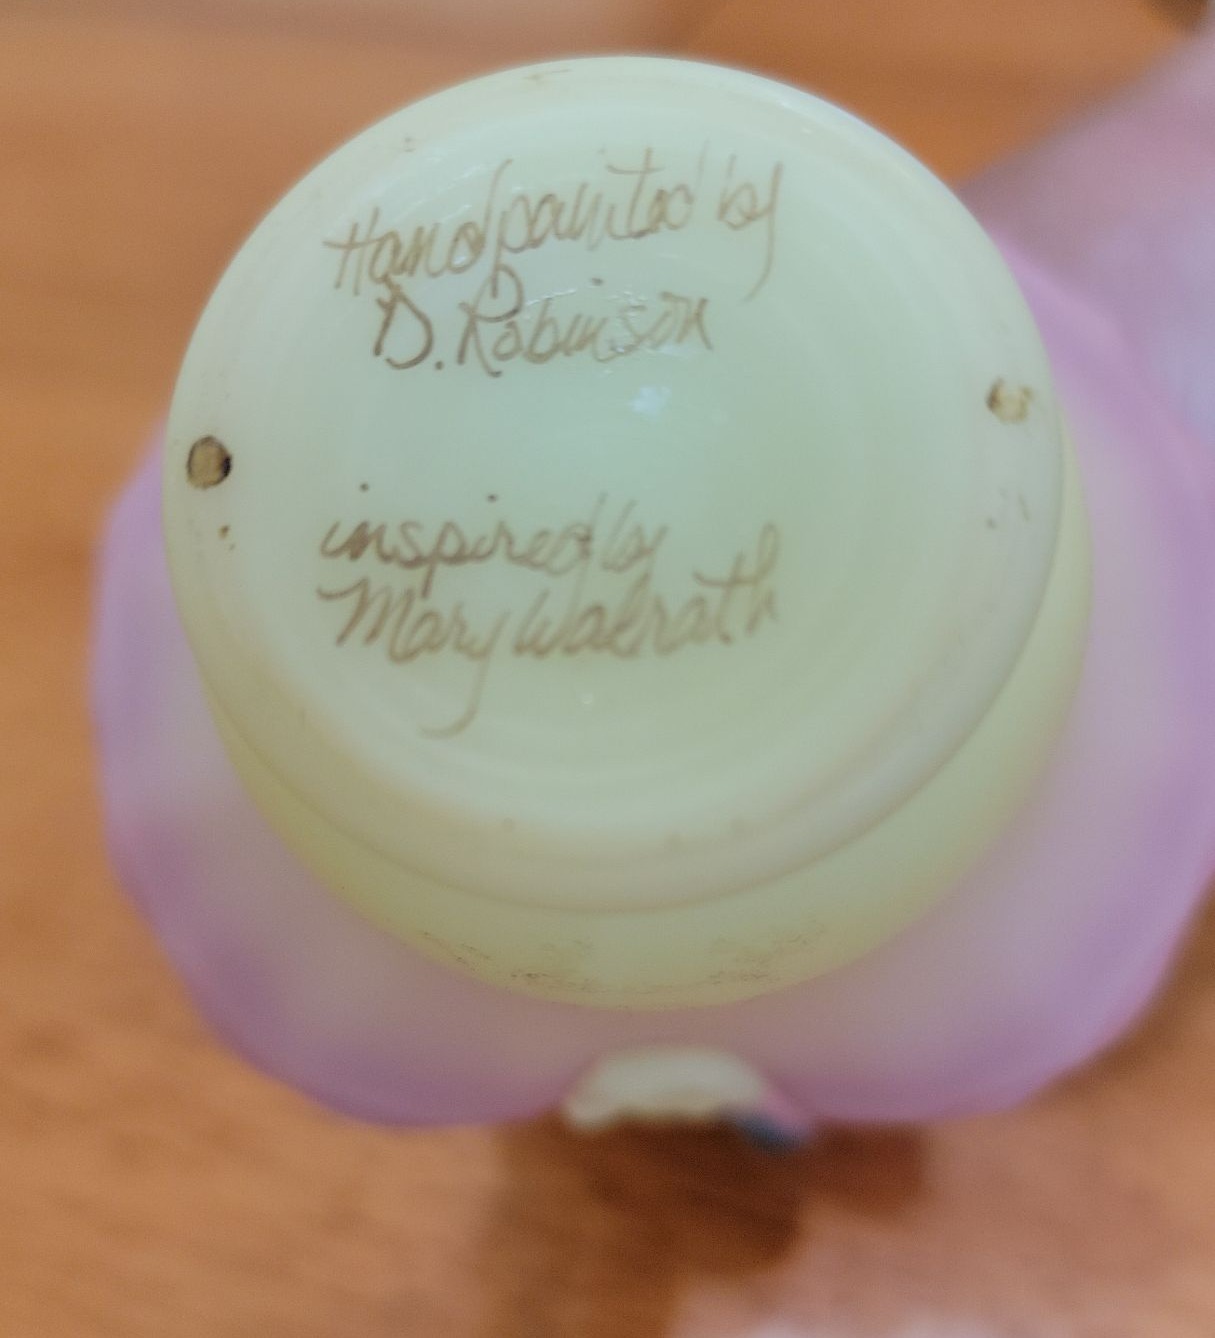 Handpainted by
D. Robinson
inspired by
Mary Walrath